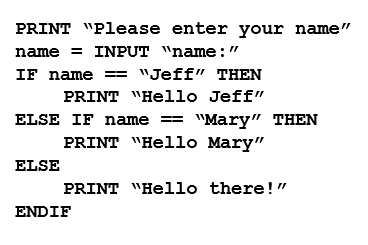 PRINT “Please enter your name”
name = INPUT “name:”
IF name == “Jeff” THEN
PRINT “Hello Jeff”
ELSE IF name == “Mary” THEN
PRINT “Hello Mary”
ELSE
PRINT “Hello there!”
ENDIF